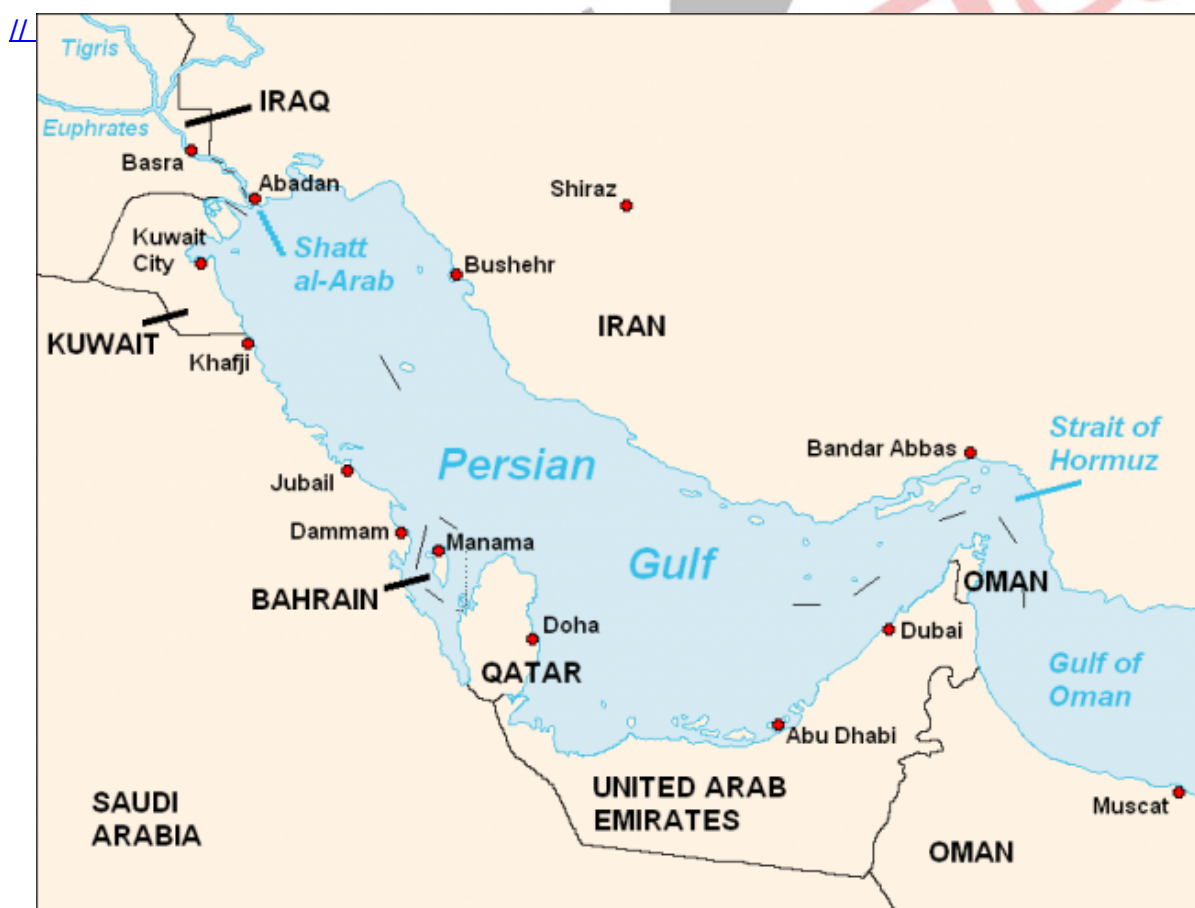 //
Tigris
IRAQ
Euphrates
Basra
Abadan
Shiraz
Kuwait
City
Shatt
al-Arab
Bushehr
IRAN
KUWAIT
Khafji
Strait of
Hormuz
Bandar Abbas
Persian
Jubail
Dammam
Manama
Gulf
OMAN
BAHRAIN
Doha
Dubai
QATAR
Gulf of
Oman
Abu Dhabi
UNITED ARAB
EMIRATES
SAUDI
ARABIA
Muscat
OMAN